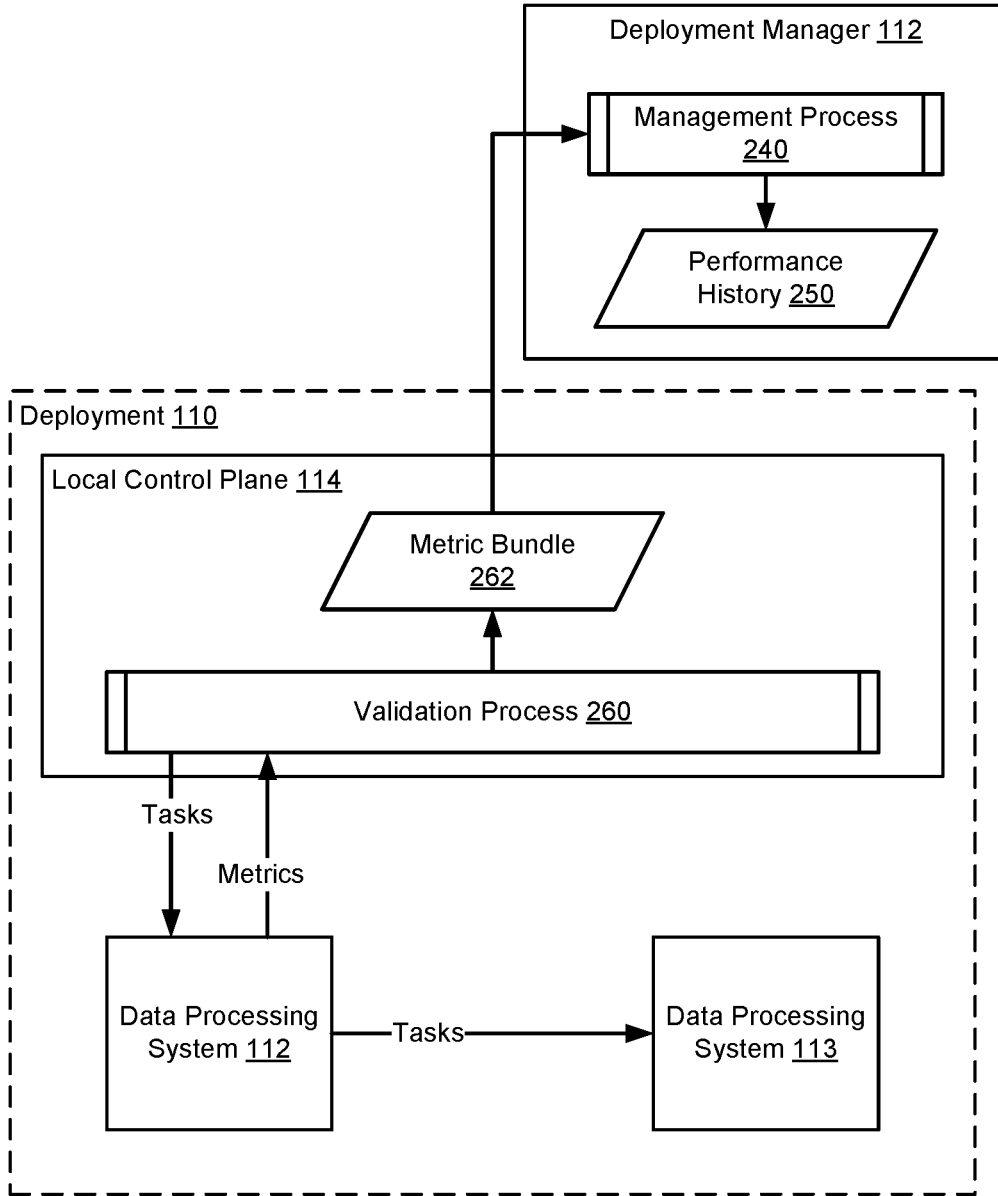 Deployment Manager 112
Management Process
240
Performance
History 250
Deployment 110
Local Control Plane 114
Metric Bundle
262
Validation Process 260
Tasks
Metrics
Data Processing
System 112
Tasks
Data Processing
System 113